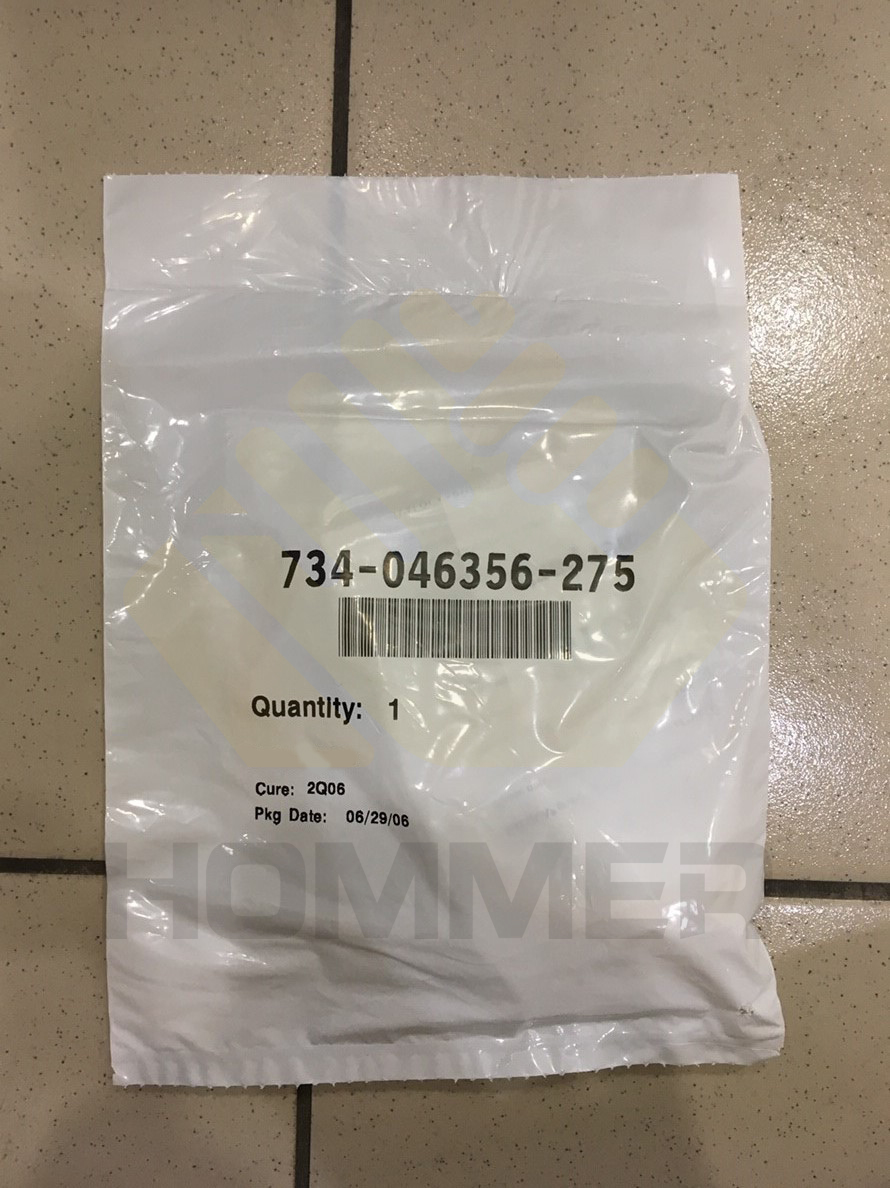 734-046356-275
Quantity: 1
Cure: 2Q06
Pkg Date: 06/29/06
HOMMER